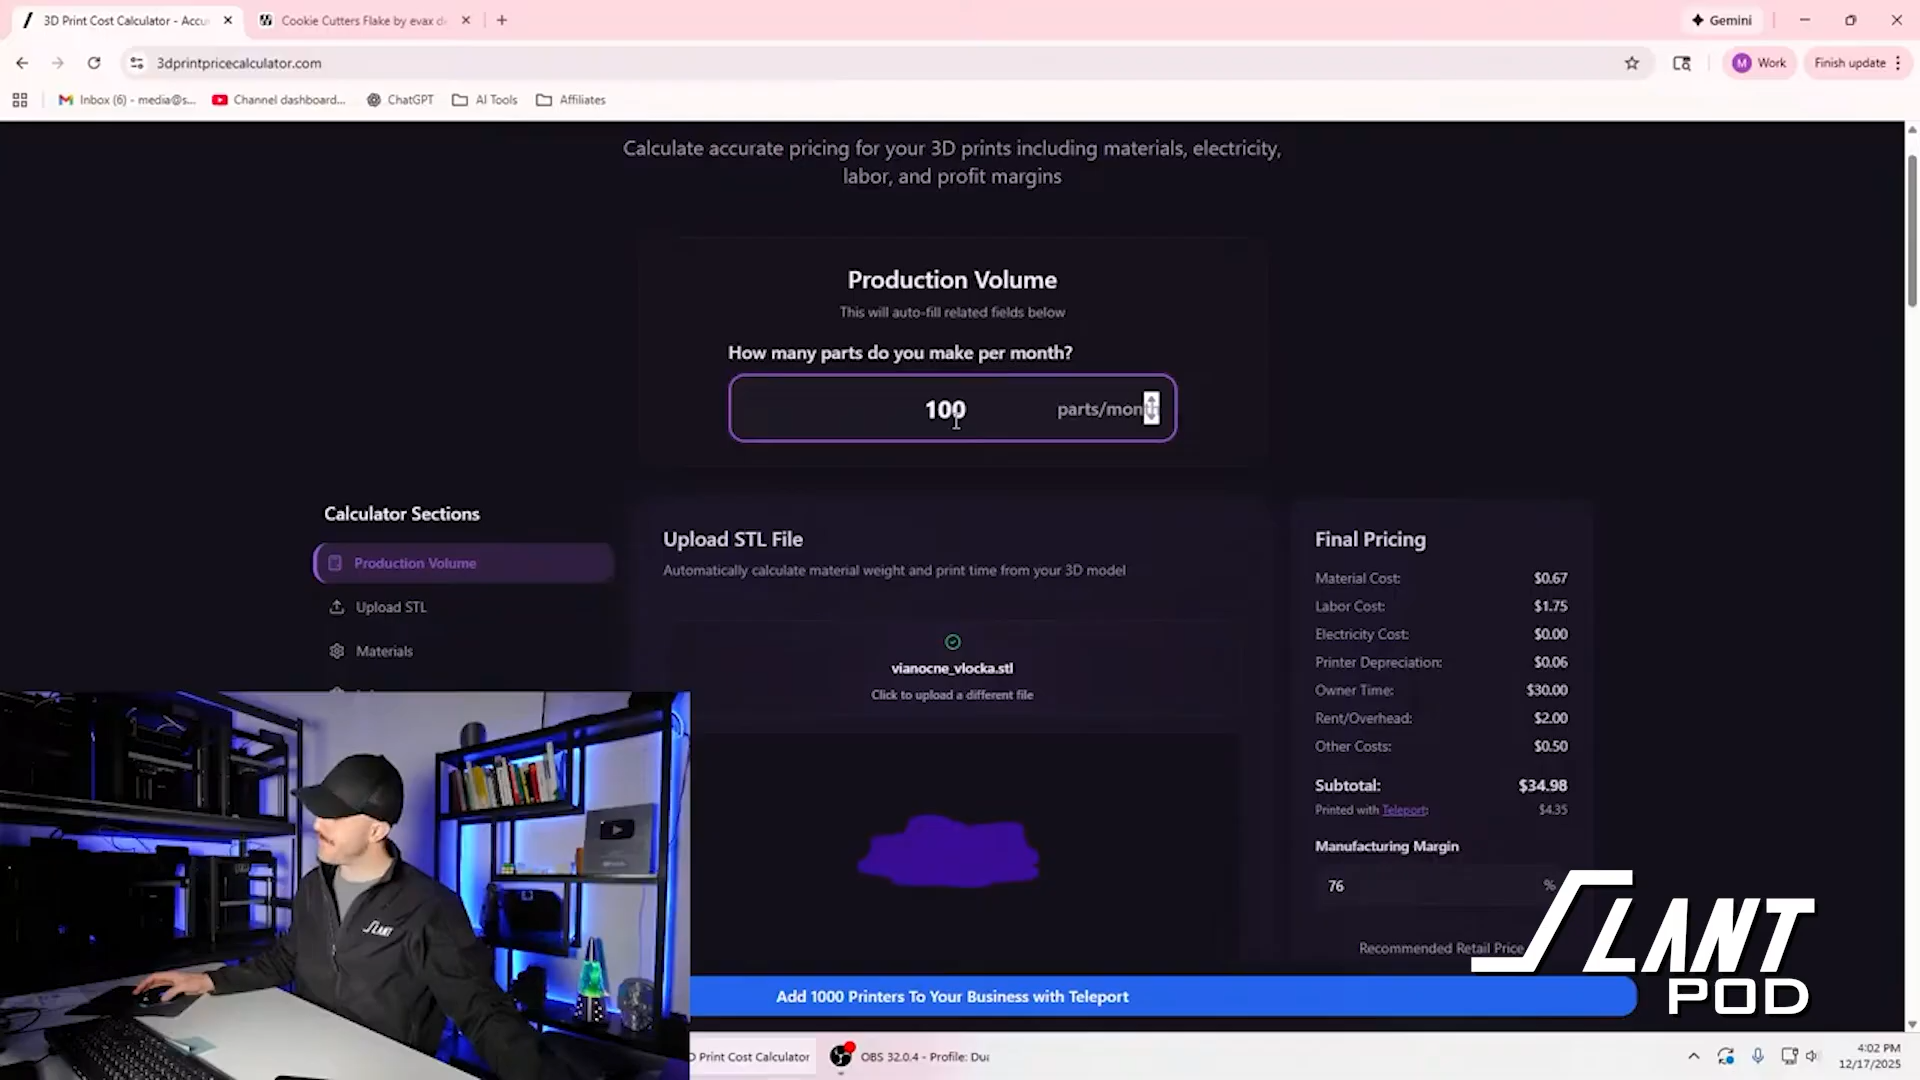 3D Print Cost Calculator - Accu
Cookie Cutters Flake by evax d
Gemini
3dprintpricecalculator.com
M
Work
Finish update
Inbox (6) - media@s...
Channel dashboard...
ChatGPT
AI Tools
Affiliates
Calculate accurate pricing for your 3D prints including materials, electricity,
labor, and profit margins
Production Volume
This will auto-fill related fields below
How many parts do you make per month?
100
parts/mon
Calculator Sections
Production Volume
Upload STL
Materials
Upload STL File
Automatically calculate material weight and print time from your 3D model
vianocne_vlocka.stl
Click to upload a different file
Final Pricing
Material Cost: $0.67
Labor Cost: $1.75
Electricity Cost: $0.00
Printer Depreciation: $0.06
Owner Time: $30.00
Rent/Overhead: $2.00
Other Costs: $0.50
Subtotal: $34.98
Printed with Teleport: $4.35
Manufacturing Margin
76 %
Recommended Retail Price
Add 1000 Printers To Your Business with Teleport
SLANT
SLANT
POD
D Print Cost Calculator
OBS 32.0.4 - Profile: Du
4:02 PM
12/17/2025